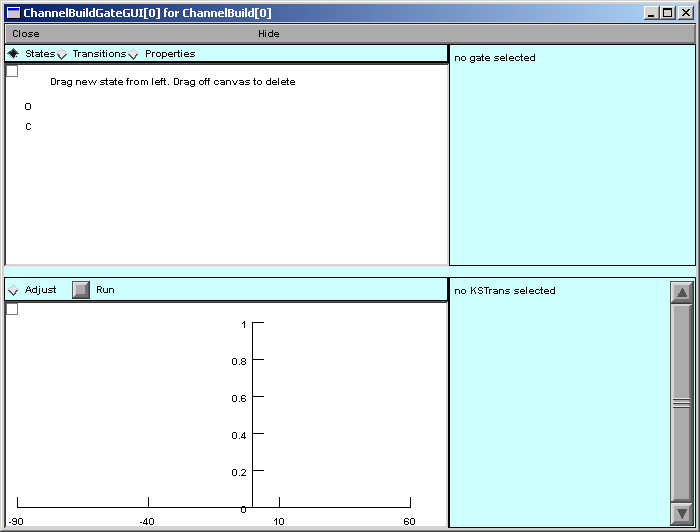 ChannelBuildGateGUI[0] for ChannelBuild[0]
Close Hide
States Transitions Properties
no gate selected
Drag new state from left. Drag off canvas to delete
O
C
Adjust Run
no KSTrans selected
1
0.8
0.6
0.4
0.2
0
-90 -40 10 60